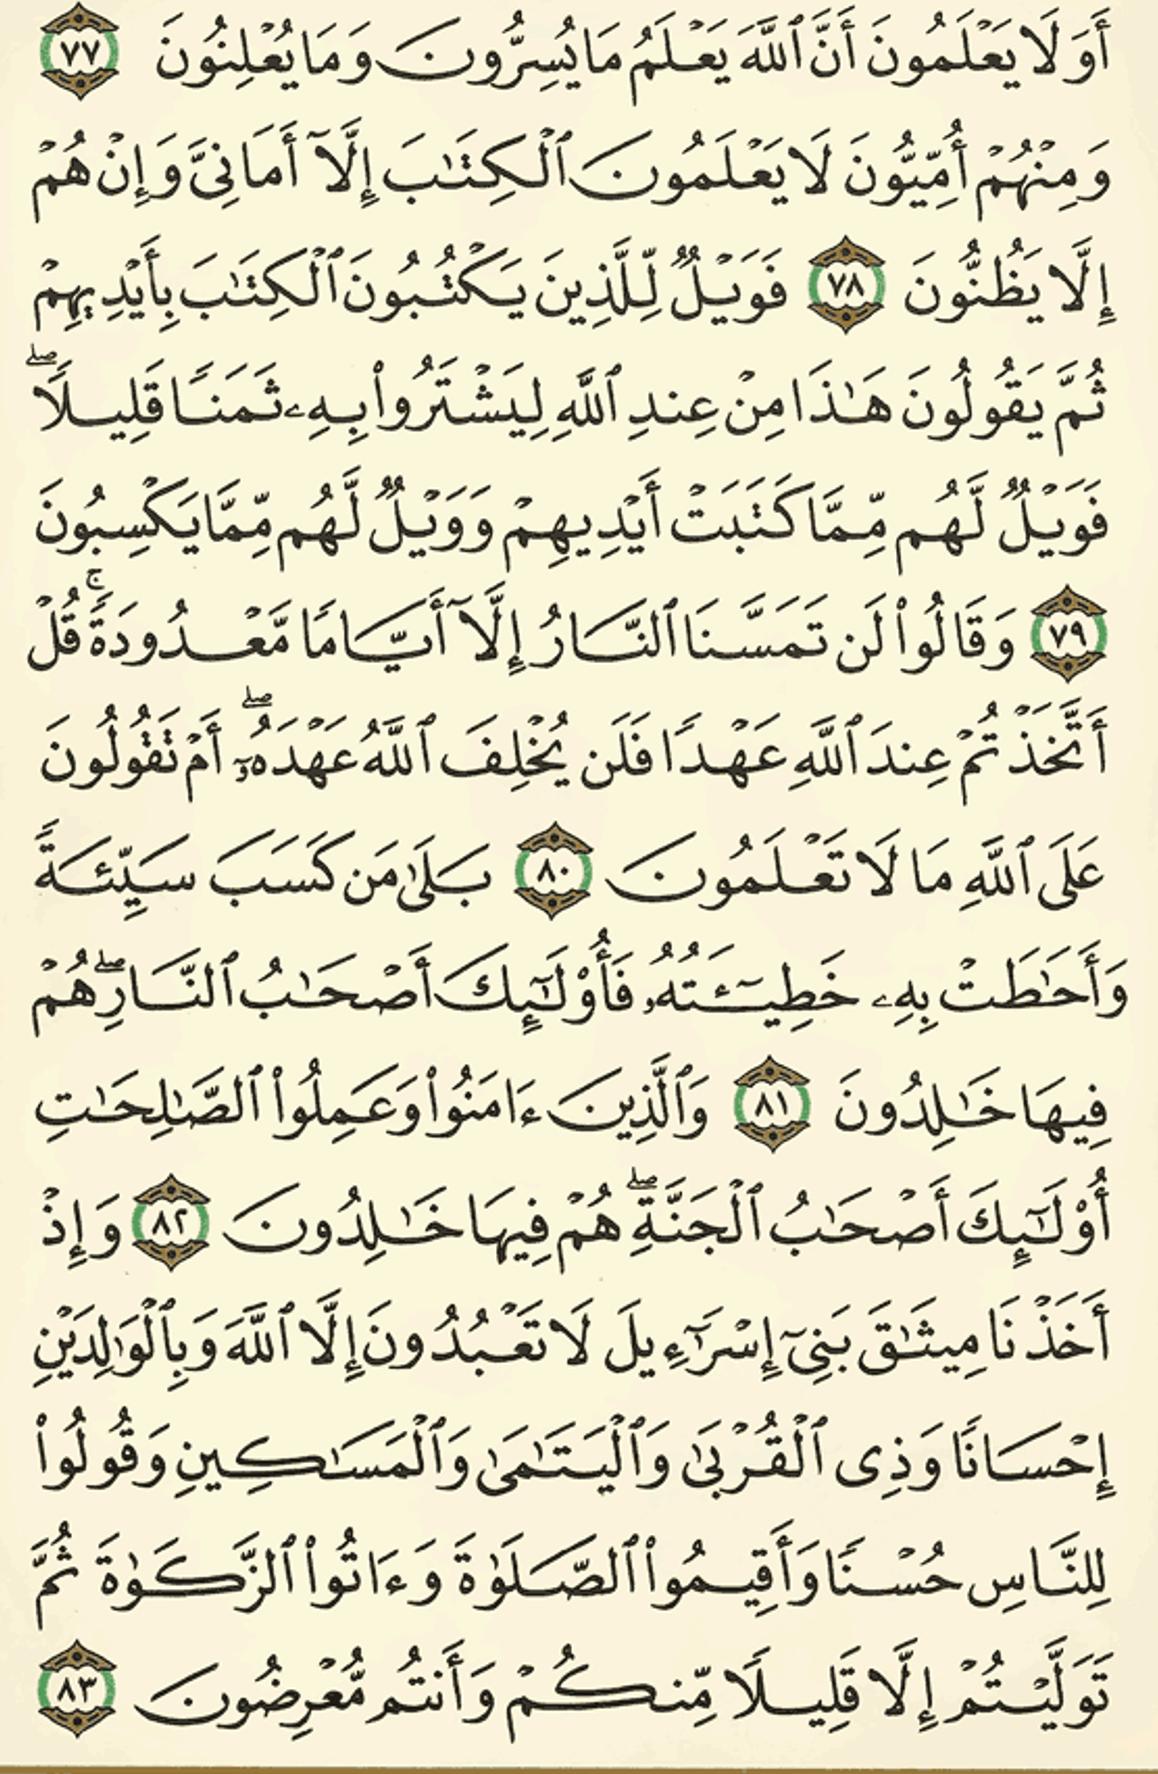 أَوَلَا يَعْلَمُونَ أَنَّ ٱللَّهَ يَعْلَمُ مَا يُسِرُّونَ وَمَا يُعْلِنُونَ ٧٧
وَمِنْهُمْ أُمِّيُّونَ لَا يَعْلَمُونَ ٱلْكِتَٰبَ إِلَّآ أَمَانِىَّ وَإِنْ هُمْ
إِلَّا يَظُنُّونَ ٧٨ فَوَيْلٌ لِّلَّذِينَ يَكْتُبُونَ ٱلْكِتَٰبَ بِأَيْدِيهِمْ
ثُمَّ يَقُولُونَ هَٰذَا مِنْ عِندِ ٱللَّهِ لِيَشْتَرُوا۟ بِهِۦ ثَمَنًا قَلِيلًا ۖ
فَوَيْلٌ لَّهُم مِّمَّا كَتَبَتْ أَيْدِيهِمْ وَوَيْلٌ لَّهُم مِّمَّا يَكْسِبُونَ
٧٩ وَقَالُوا۟ لَن تَمَسَّنَا ٱلنَّارُ إِلَّآ أَيَّامًا مَّعْدُودَةً ۚ قُلْ
أَتَّخَذْتُمْ عِندَ ٱللَّهِ عَهْدًا فَلَن يُخْلِفَ ٱللَّهُ عَهْدَهُۥٓ ۖ أَمْ تَقُولُونَ
عَلَى ٱللَّهِ مَا لَا تَعْلَمُونَ ٨٠ بَلَىٰ مَن كَسَبَ سَيِّئَةً
وَأَحَٰطَتْ بِهِۦ خَطِيٓـَٔتُهُۥ فَأُو۟لَٰٓئِكَ أَصْحَٰبُ ٱلنَّارِ ۖ هُمْ
فِيهَا خَٰلِدُونَ ٨١ وَٱلَّذِينَ ءَامَنُوا۟ وَعَمِلُوا۟ ٱلصَّٰلِحَٰتِ
أُو۟لَٰٓئِكَ أَصْحَٰبُ ٱلْجَنَّةِ ۖ هُمْ فِيهَا خَٰلِدُونَ ٨٢ وَإِذْ
أَخَذْنَا مِيثَٰقَ بَنِىٓ إِسْرَٰٓءِيلَ لَا تَعْبُدُونَ إِلَّا ٱللَّهَ وَبِٱلْوَٰلِدَيْنِ
إِحْسَانًا وَذِى ٱلْقُرْبَىٰ وَٱلْيَتَٰمَىٰ وَٱلْمَسَٰكِينِ وَقُولُوا۟
لِلنَّاسِ حُسْنًا وَأَقِيمُوا۟ ٱلصَّلَوٰةَ وَءَاتُوا۟ ٱلزَّكَوٰةَ ثُمَّ
تَوَلَّيْتُمْ إِلَّا قَلِيلًا مِّنكُمْ وَأَنتُم مُّعْرِضُونَ ٨٣